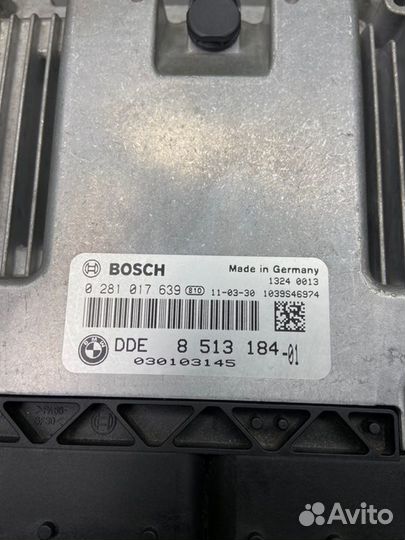 BOSCH
Made in Germany
1324 0013
0 281 017 639 810 11-03-30 1039S46974
DDE 8 513 184-01
030103145
Avito